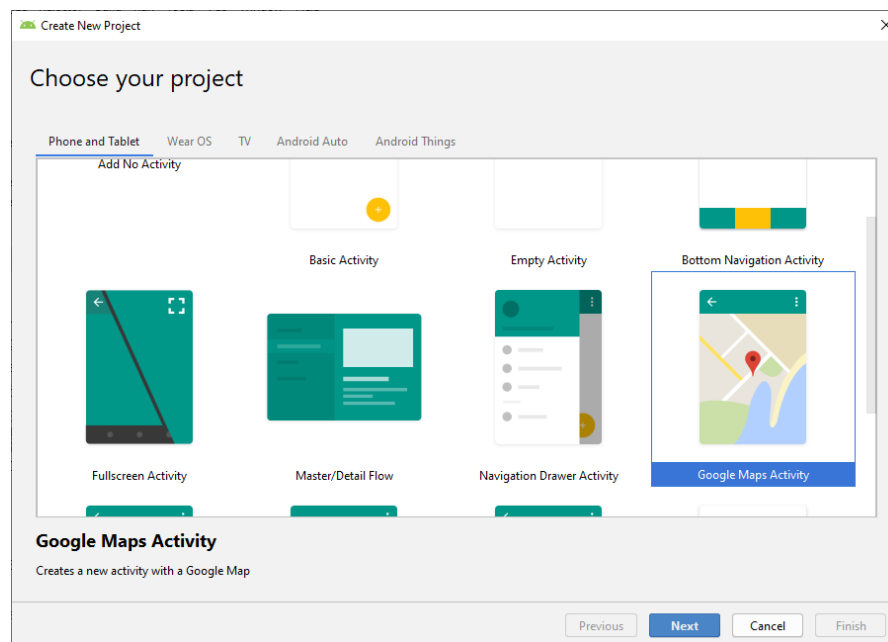 Create New Project
Choose your project
Phone and Tablet Wear OS TV Android Auto Android Things
Add No Activity
Basic Activity Empty Activity Bottom Navigation Activity
Fullscreen Activity Master/Detail Flow Navigation Drawer Activity Google Maps Activity
Google Maps Activity
Creates a new activity with a Google Map
Previous Next Cancel Finish